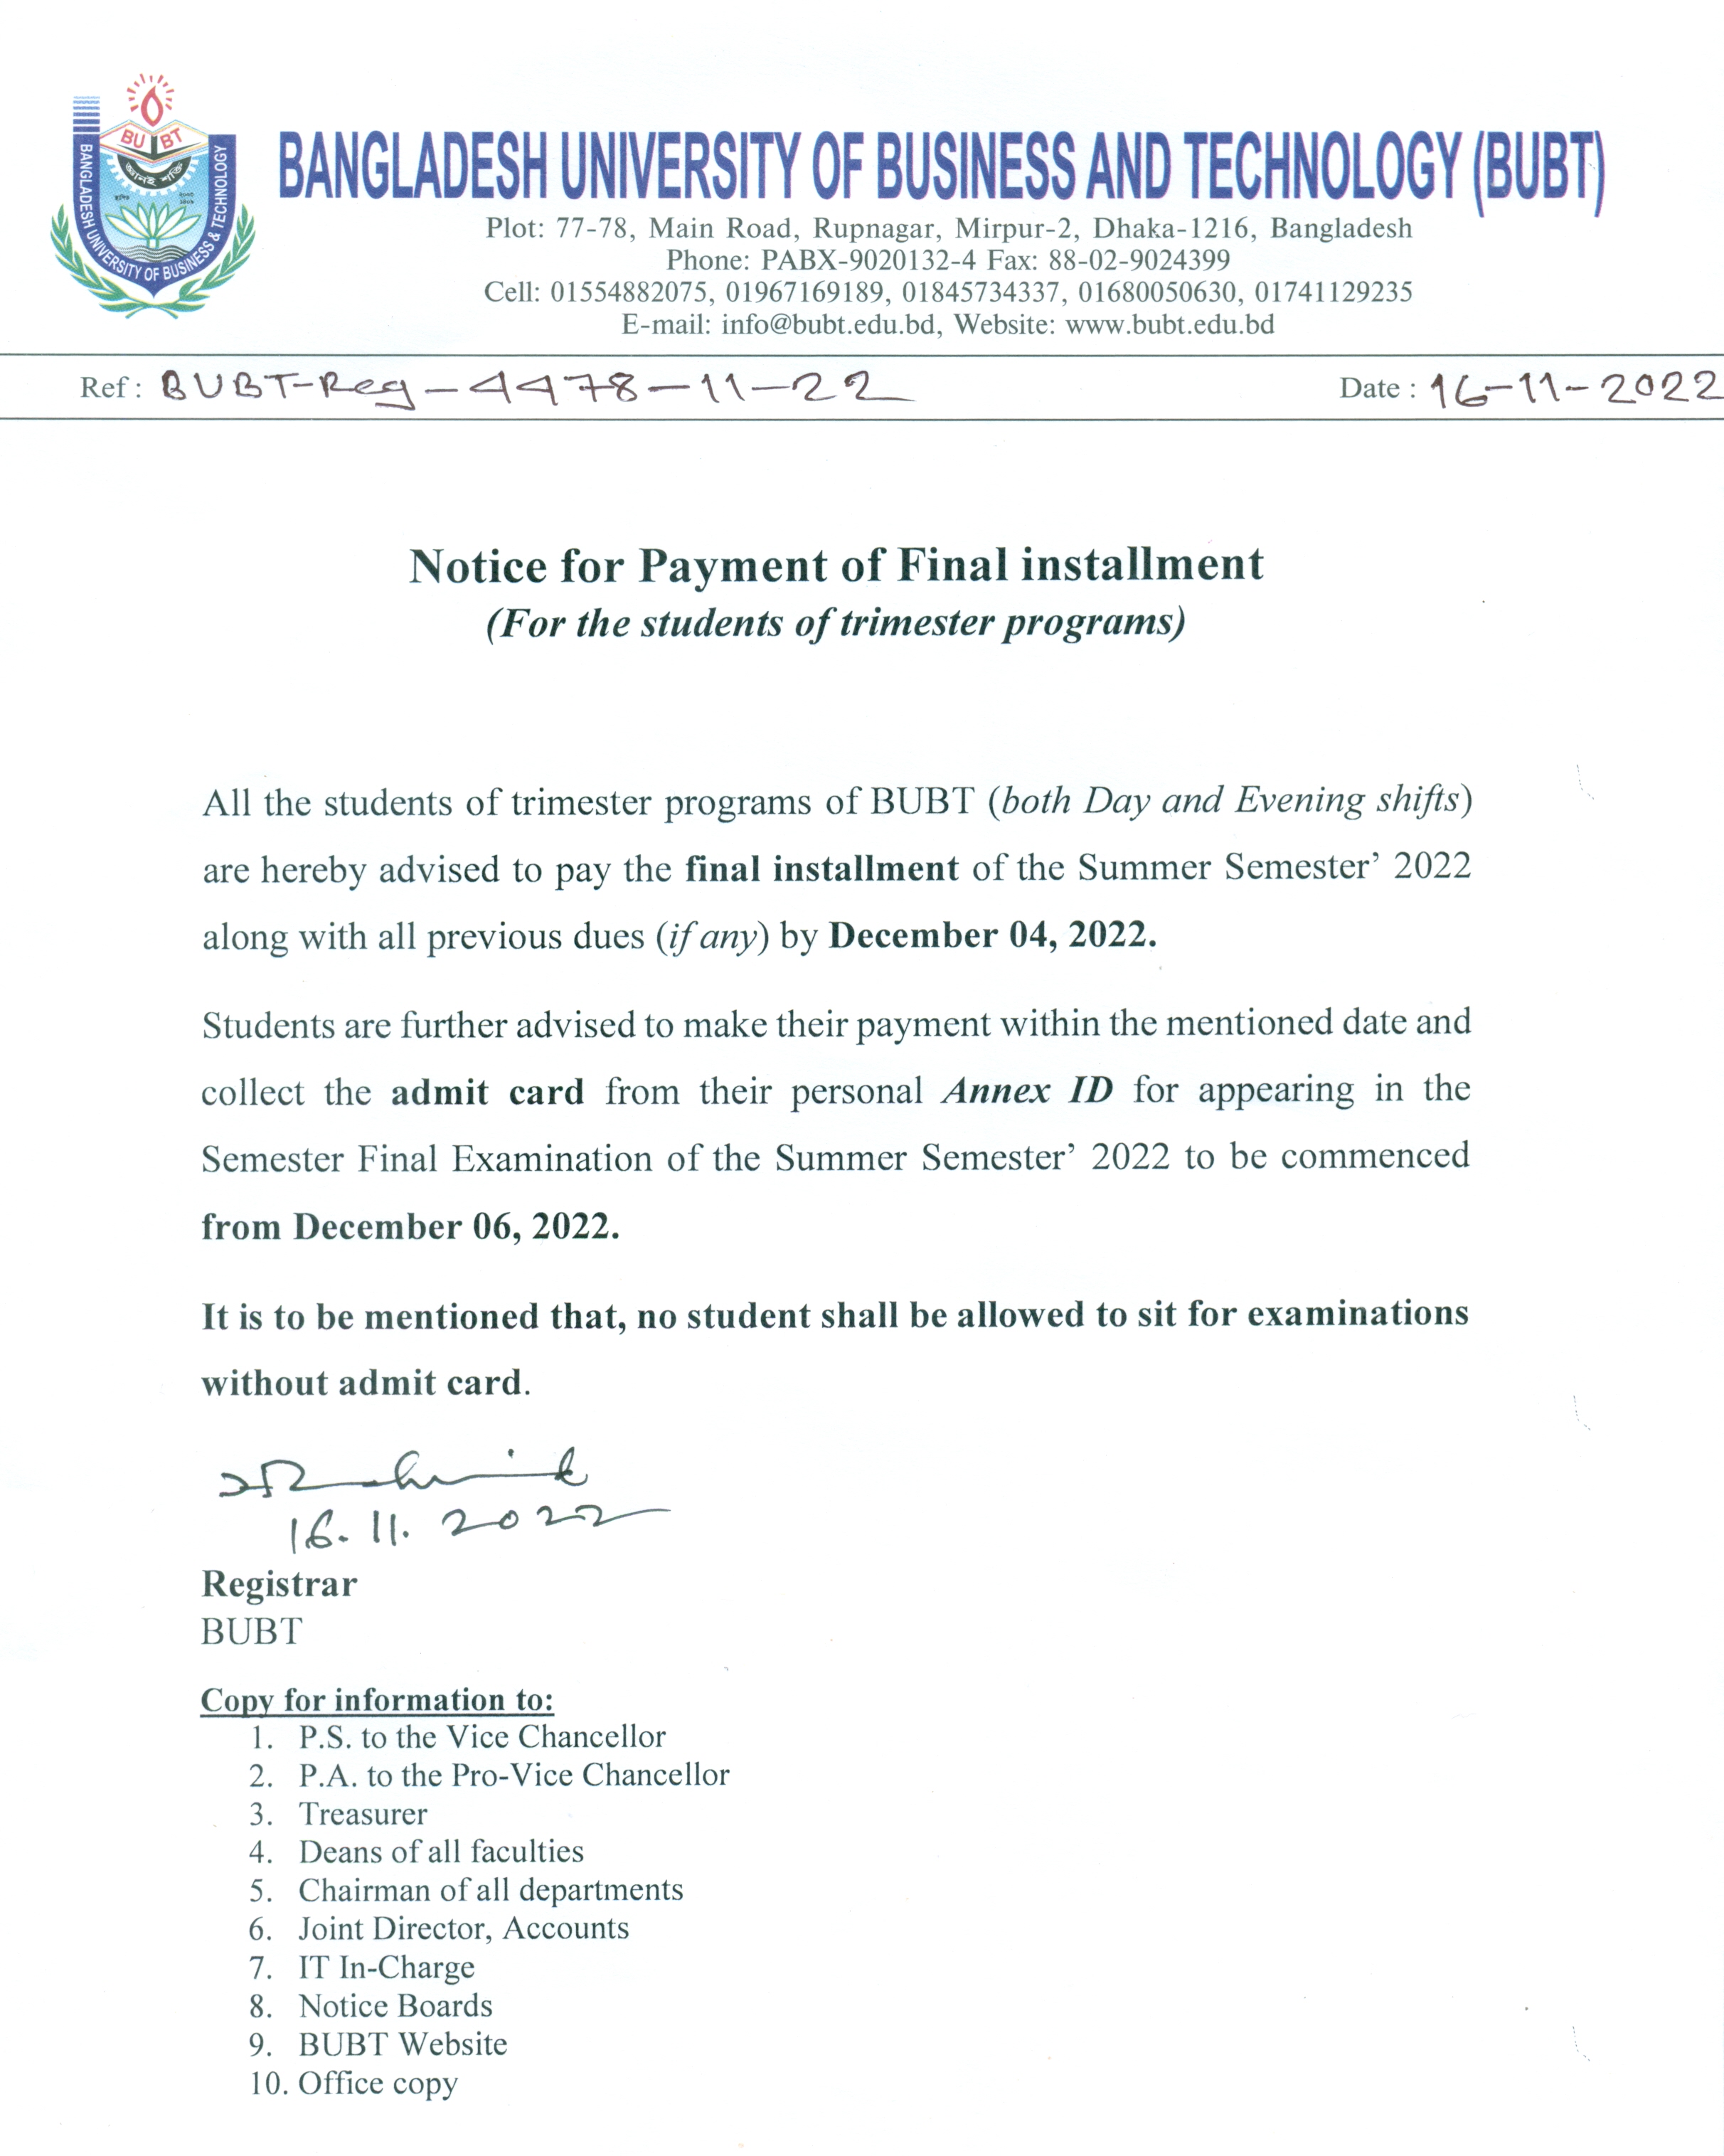 BU BT
জ্ঞানই শক্তি
স্থাপিত
২০০৩
BANGLADESH UNIVERSITY OF BUSINESS & TECHNOLOGY
BANGLADESH UNIVERSITY OF BUSINESS AND TECHNOLOGY (BUBT)
Plot: 77-78, Main Road, Rupnagar, Mirpur-2, Dhaka-1216, Bangladesh
Phone: PABX-9020132-4 Fax: 88-02-9024399
Cell: 01554882075, 01967169189, 01845734337, 01680050630, 01741129235
E-mail: info@bubt.edu.bd, Website: www.bubt.edu.bd
Ref : BUBT-Reg-4478-11-22 Date : 16-11-2022
Notice for Payment of Final installment
(For the students of trimester programs)
All the students of trimester programs of BUBT (both Day and Evening shifts)
are hereby advised to pay the final installment of the Summer Semester’ 2022
along with all previous dues (if any) by December 04, 2022.
Students are further advised to make their payment within the mentioned date and
collect the admit card from their personal Annex ID for appearing in the
Semester Final Examination of the Summer Semester’ 2022 to be commenced
from December 06, 2022.
It is to be mentioned that, no student shall be allowed to sit for examinations
without admit card.
16.11.2022
Registrar
BUBT
Copy for information to:
1. P.S. to the Vice Chancellor
2. P.A. to the Pro-Vice Chancellor
3. Treasurer
4. Deans of all faculties
5. Chairman of all departments
6. Joint Director, Accounts
7. IT In-Charge
8. Notice Boards
9. BUBT Website
10. Office copy